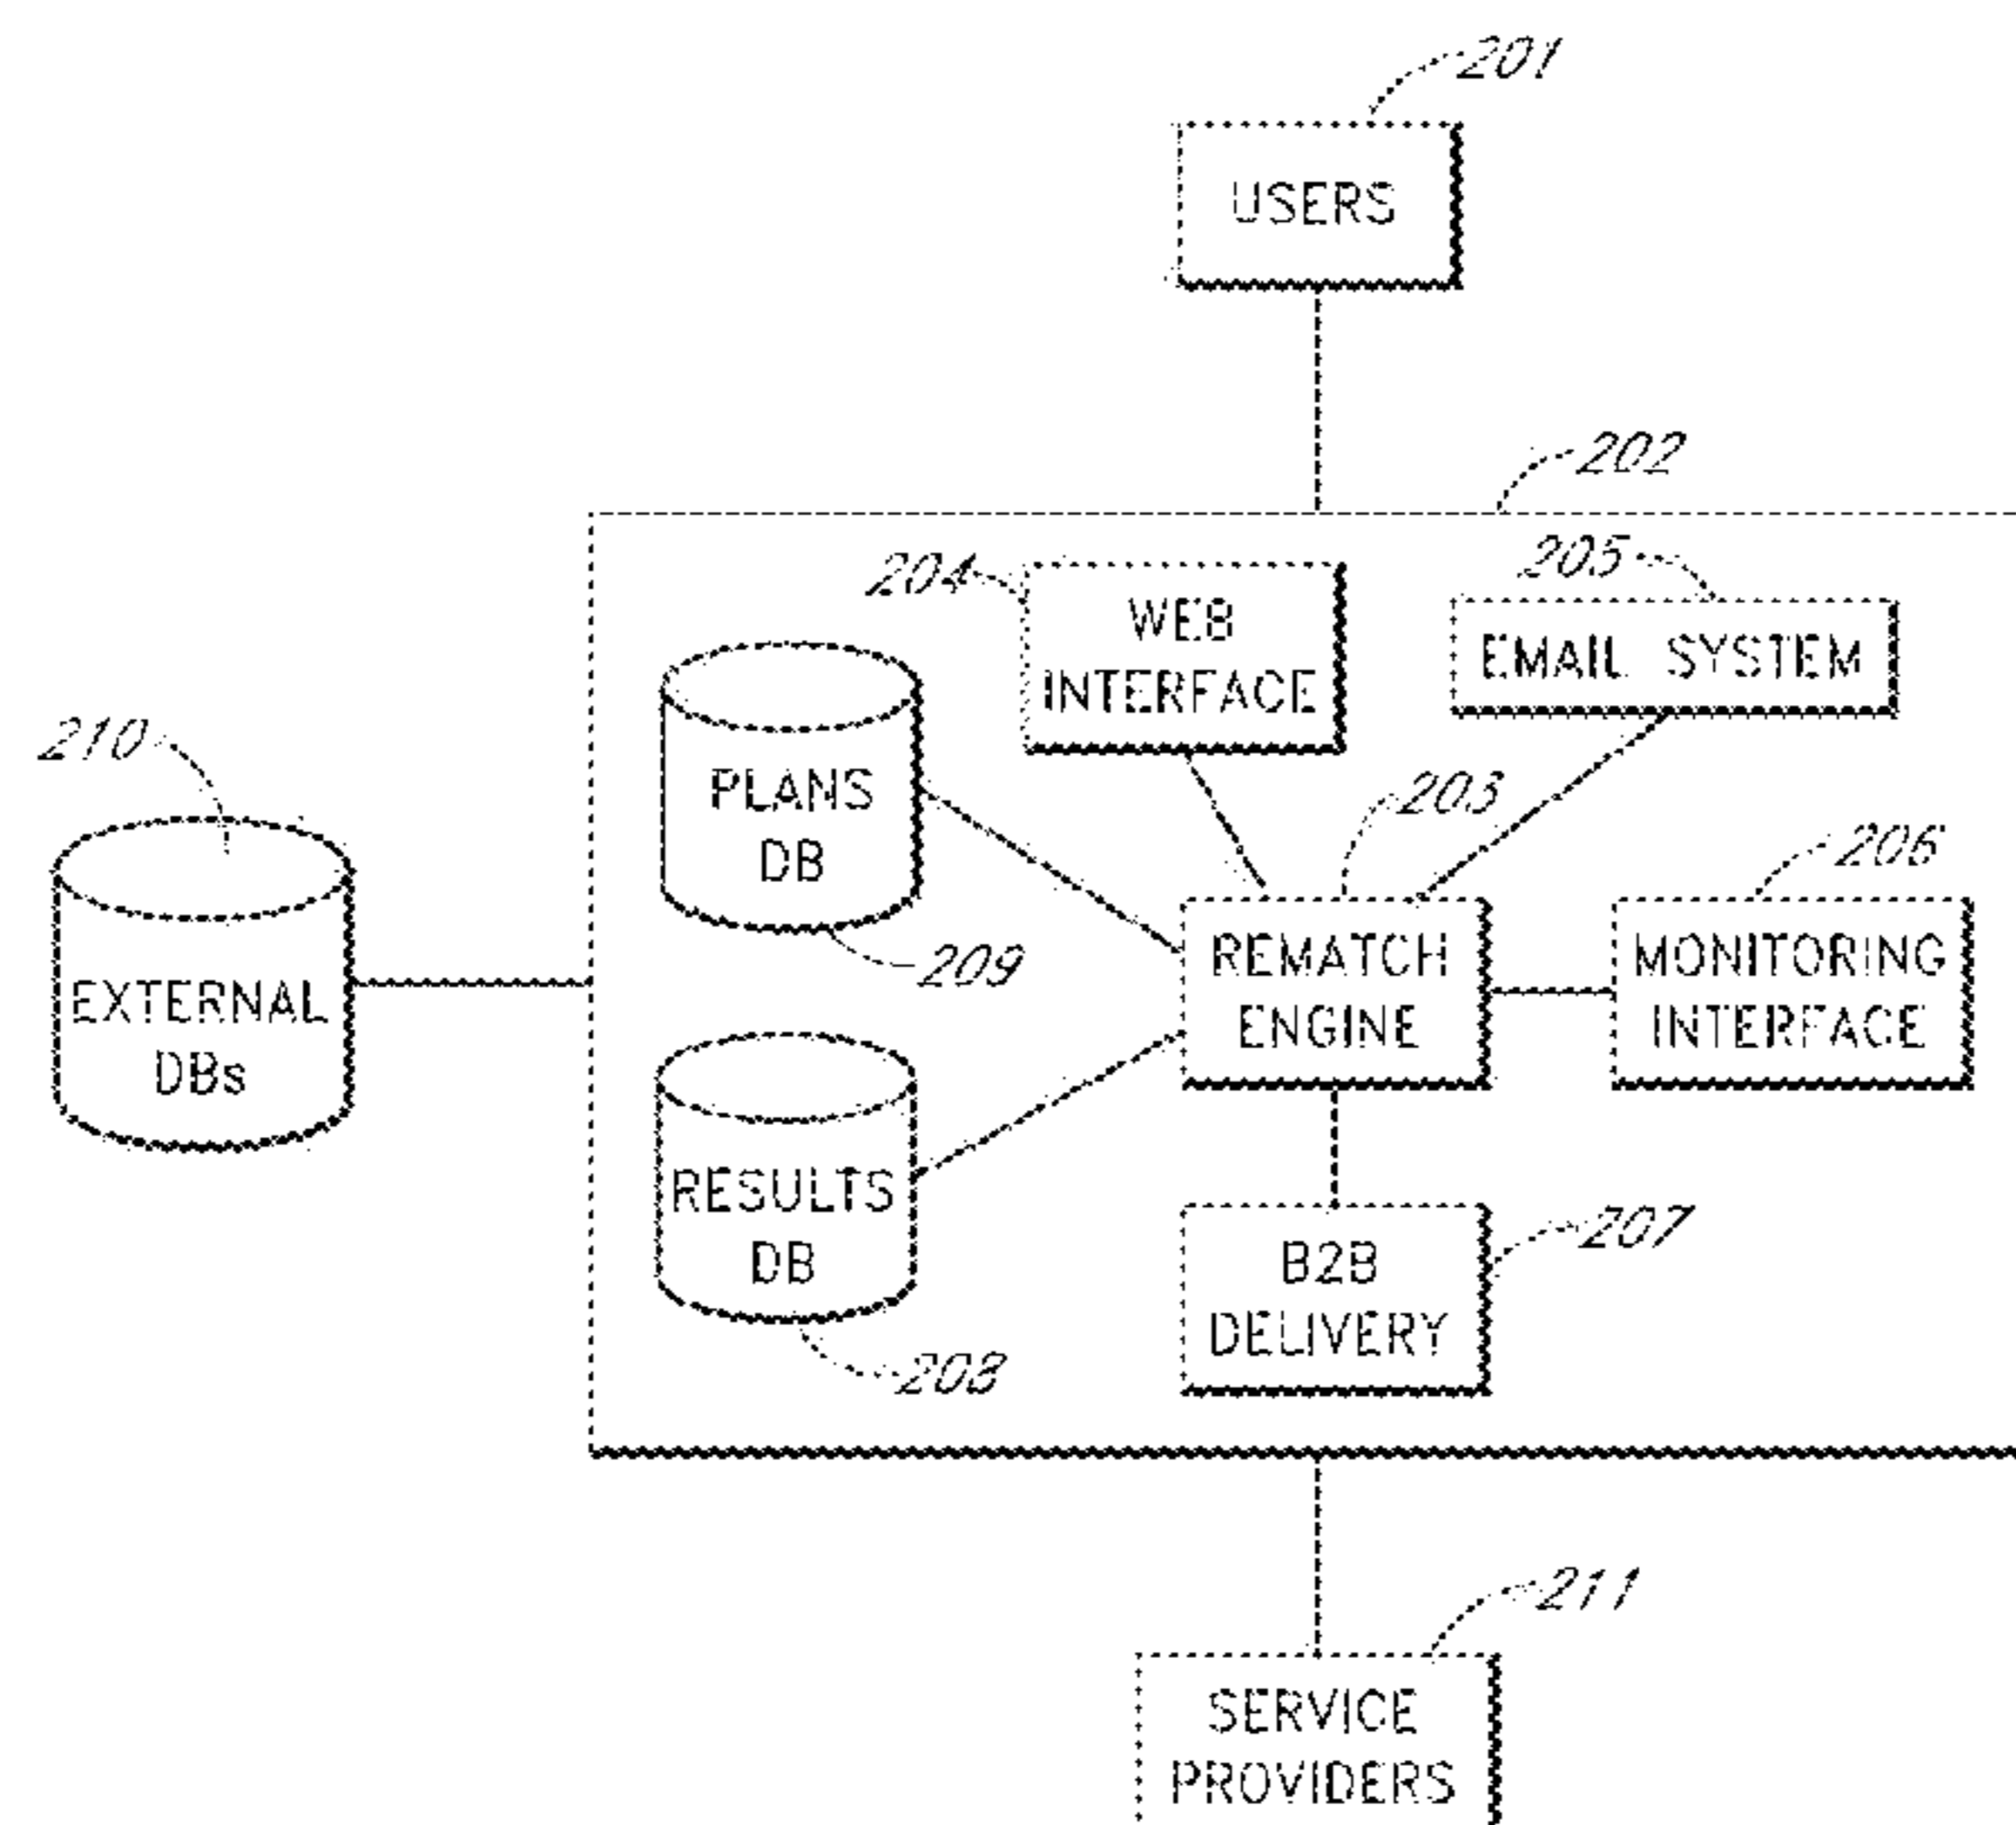 201
USERS
202
204
WEB
INTERFACE
205
EMAIL SYSTEM
210
EXTERNAL
DBs
PLANS
DB
209
203
REMATCH
ENGINE
206
MONITORING
INTERFACE
RESULTS
DB
208
B2B
DELIVERY
207
211
SERVICE
PROVIDERS